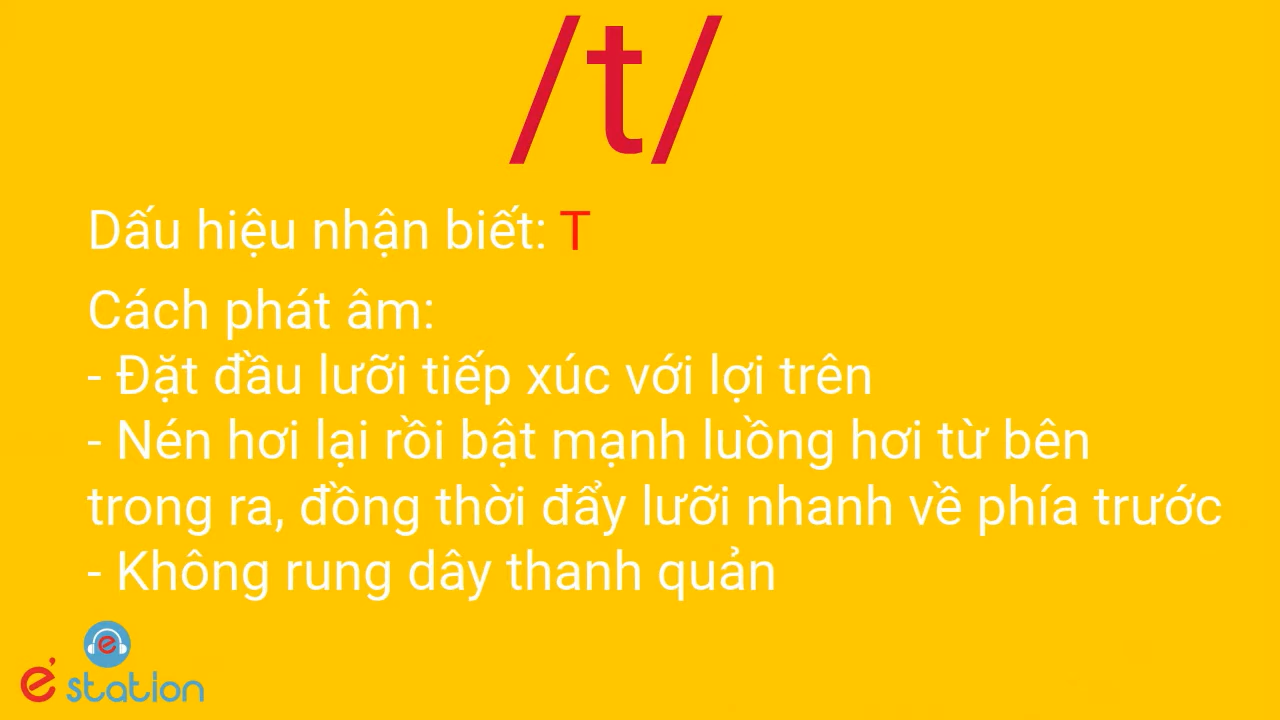 /t/
Dấu hiệu nhận biết: T
Cách phát âm:
- Đặt đầu lưỡi tiếp xúc với lợi trên
- Nén hơi lại rồi bật mạnh luồng hơi từ bên
trong ra, đồng thời đẩy lưỡi nhanh về phía trước
- Không rung dây thanh quản
e
e' station